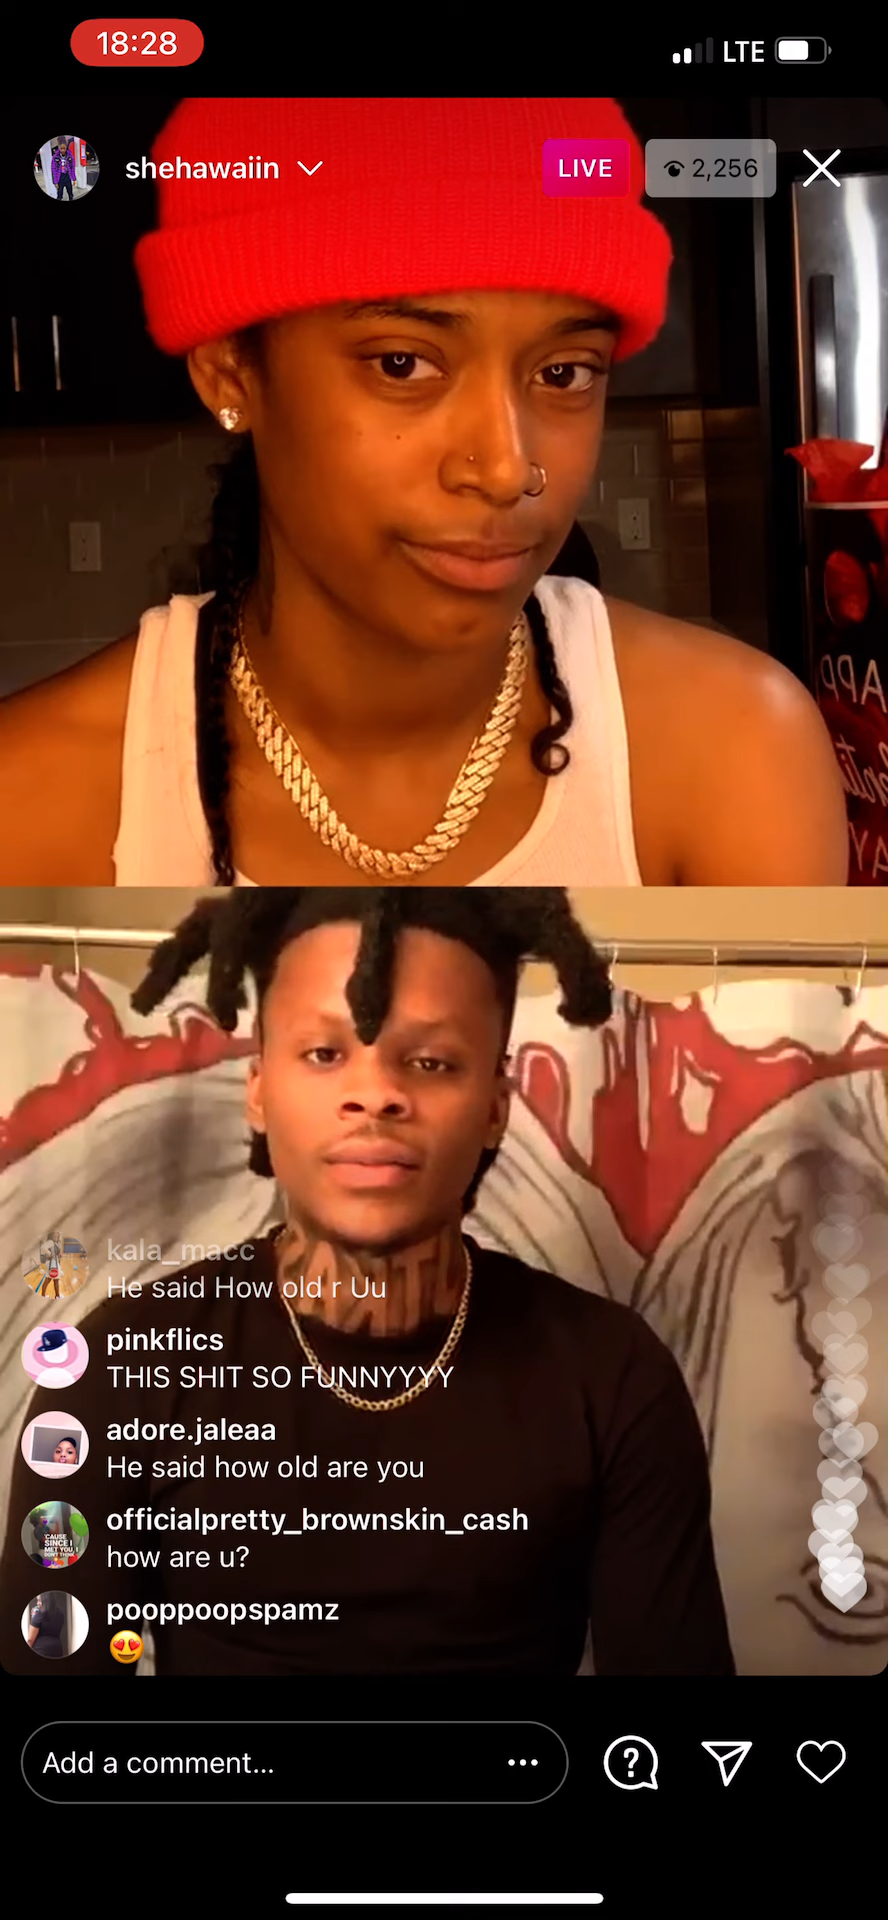 18:28
LTE
shehawaiin
LIVE
2,256
kala_macc
He said How old r Uu
pinkflics
THIS SHIT SO FUNNYYYY
adore.jaleaa
He said how old are you
officialpretty_brownskin_cash
how are u?
pooppoopspamz
😍
Add a comment...